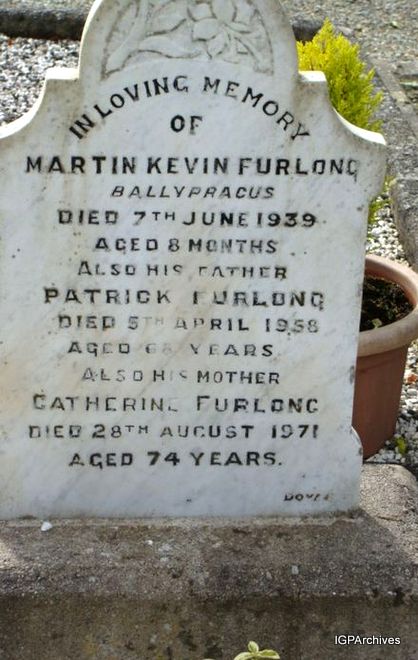 IN LOVING MEMORY
OF
MARTIN KEVIN FURLONG
BALLYPRACUS
DIED 7TH JUNE 1939
AGED 8 MONTHS
ALSO HIS FATHER
PATRICK FURLONG
DIED 5TH APRIL 1958
AGED 68 YEARS
ALSO HIS MOTHER
CATHERINE FURLONG
DIED 28TH AUGUST 1971
AGED 74 YEARS.
IGPArchives